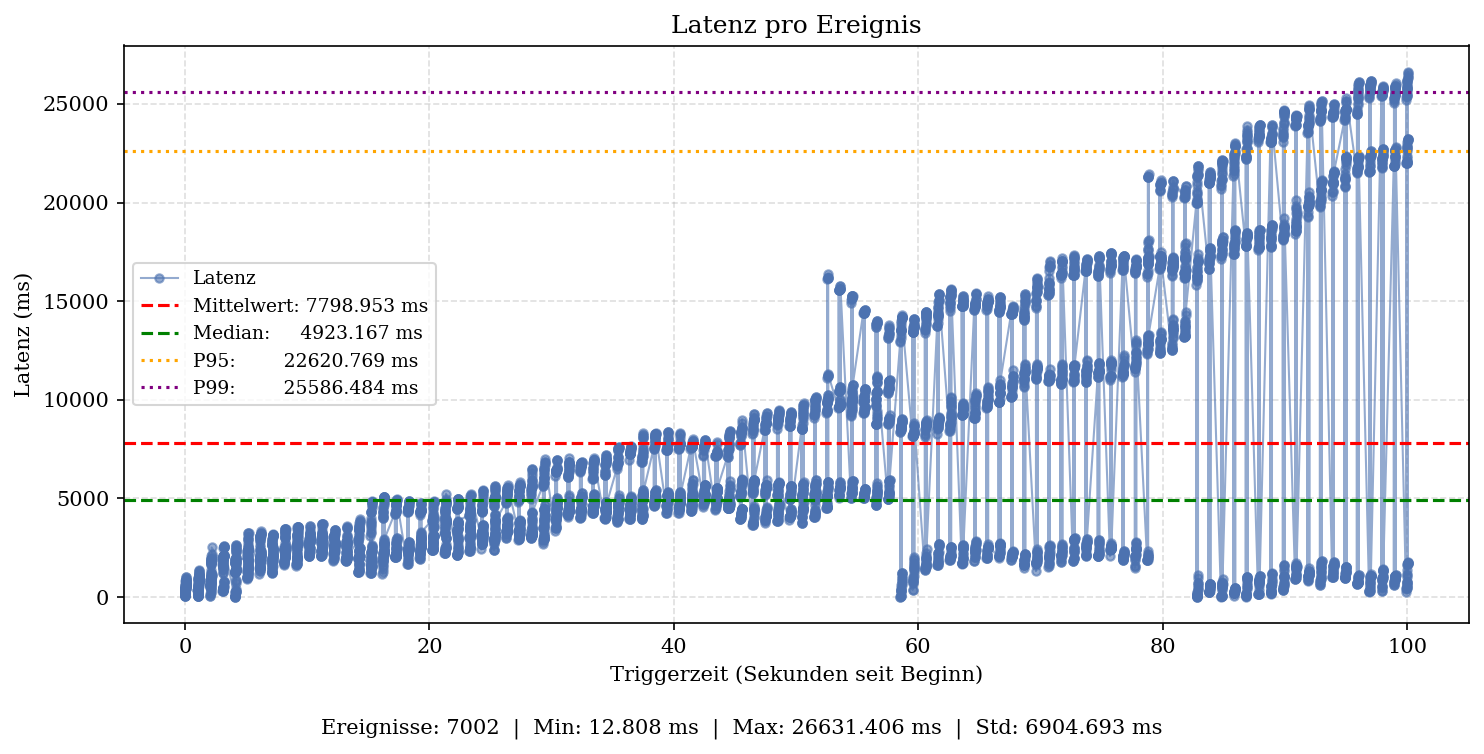 Latenz pro Ereignis
Latenz (ms)
25000
20000
15000
10000
5000
0
Latenz
Mittelwert: 7798.953 ms
Median: 4923.167 ms
P95: 22620.769 ms
P99: 25586.484 ms
0 20 40 60 80 100
Triggerzeit (Sekunden seit Beginn)
Ereignisse: 7002 | Min: 12.808 ms | Max: 26631.406 ms | Std: 6904.693 ms